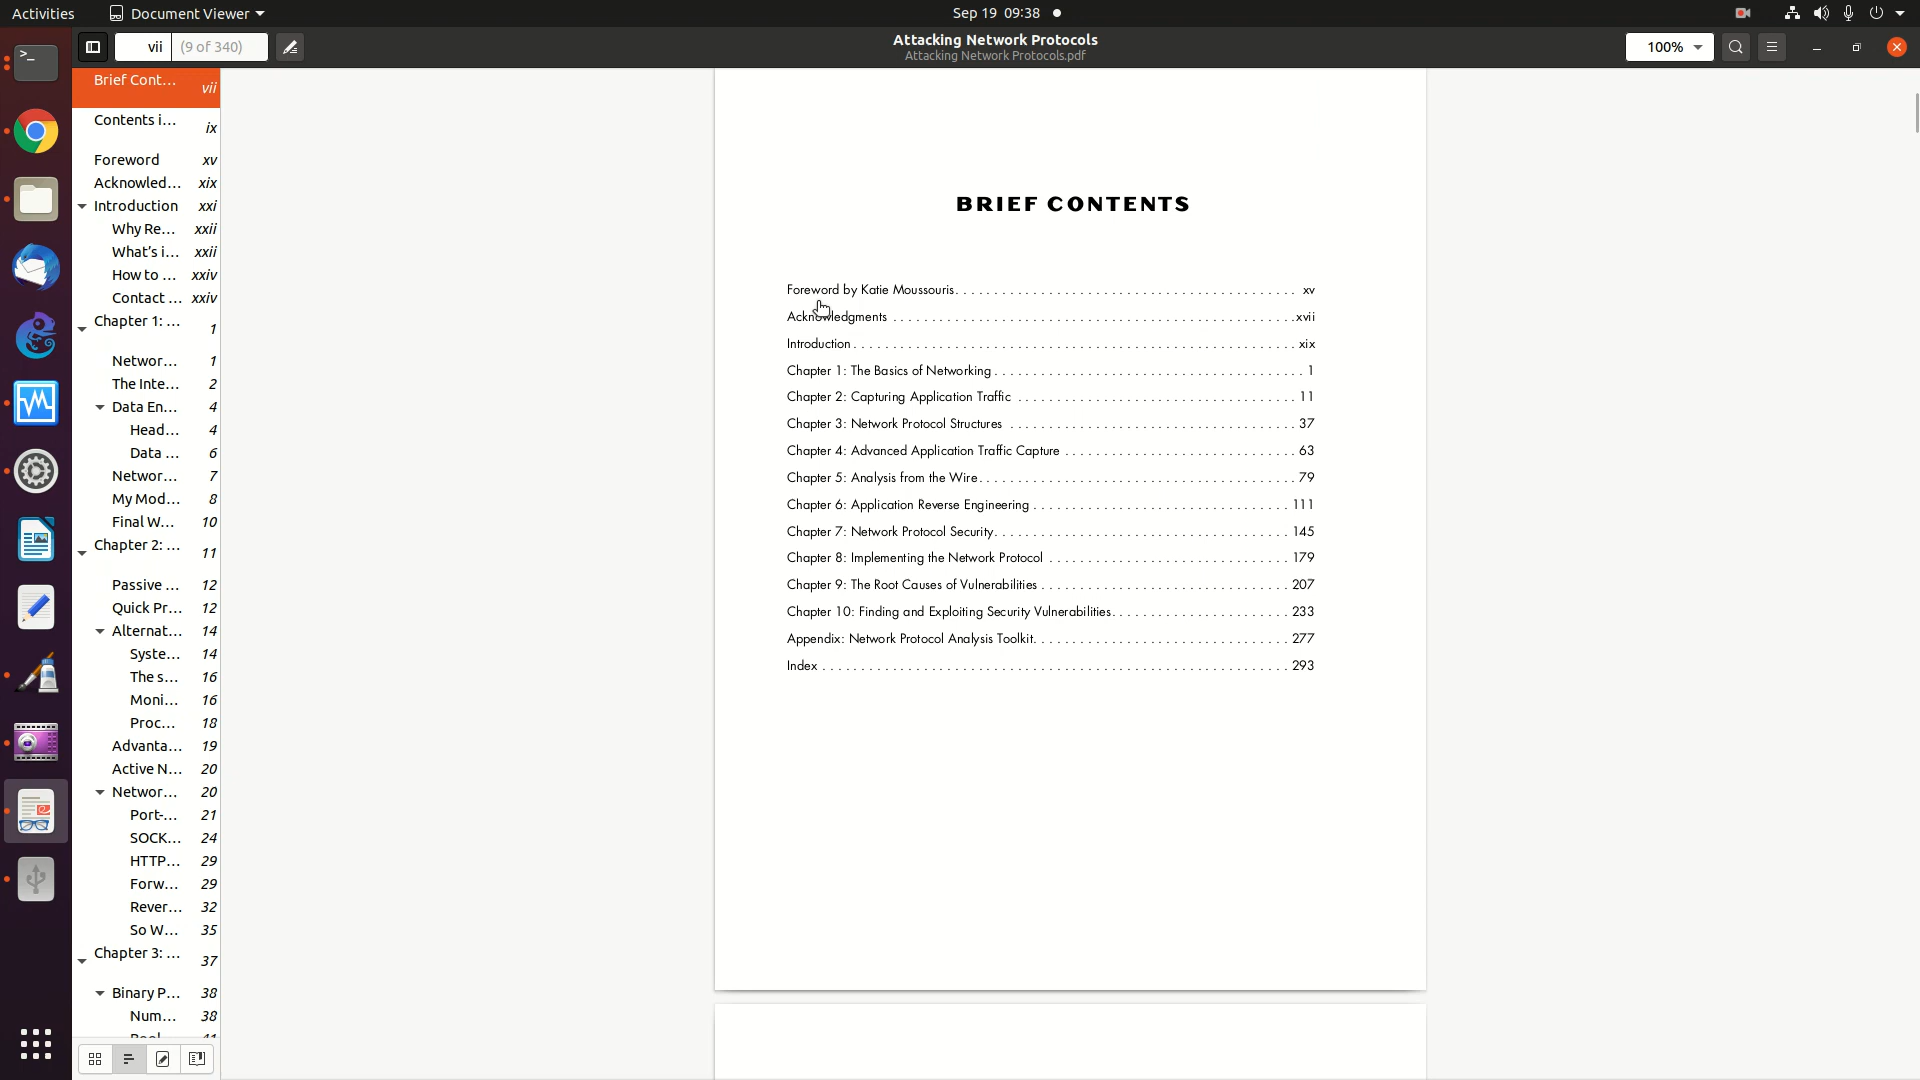 Activities Document Viewer Sep 19 09:38
vii (9 of 340) Attacking Network Protocols 100%
Attacking Network Protocols.pdf
Brief Cont... vii
Contents i... ix
Foreword xv
Acknowled... xix
Introduction xxi
Why Re... xxii
What's i... xxii
How to ... xxiv
Contact ... xxiv
Chapter 1: ... 1
Networ... 1
The Inte... 2
Data En... 4
Head... 4
Data ... 6
Networ... 7
My Mod... 8
Final W... 10
Chapter 2: ... 11
Passive ... 12
Quick Pr... 12
Alternat... 14
Syste... 14
The s... 16
Moni... 16
Proc... 18
Advanta... 19
Active N... 20
Networ... 20
Port-... 21
SOCK... 24
HTTP... 29
Forw... 29
Rever... 32
So W... 35
Chapter 3: ... 37
Binary P... 38
Num... 38
BRIEF CONTENTS
Foreword by Katie Moussouris. . . . . . . . . . . . . . . . . . . . . . . xv
Acknowledgments . . . . . . . . . . . . . . . . . . . . . . . xvii
Introduction . . . . . . . . . . . . . . . . . . . . . . . xix
Chapter 1: The Basics of Networking . . . . . . . . . . . . . . . . . . . . . . . 1
Chapter 2: Capturing Application Traffic . . . . . . . . . . . . . . . . . . . . . . . 11
Chapter 3: Network Protocol Structures . . . . . . . . . . . . . . . . . . . . . . . 37
Chapter 4: Advanced Application Traffic Capture . . . . . . . . . . . . . . . . . . . . . . . 63
Chapter 5: Analysis from the Wire . . . . . . . . . . . . . . . . . . . . . . . 79
Chapter 6: Application Reverse Engineering . . . . . . . . . . . . . . . . . . . . . . . 111
Chapter 7: Network Protocol Security . . . . . . . . . . . . . . . . . . . . . . . 145
Chapter 8: Implementing the Network Protocol . . . . . . . . . . . . . . . . . . . . . . . 179
Chapter 9: The Root Causes of Vulnerabilities . . . . . . . . . . . . . . . . . . . . . . . 207
Chapter 10: Finding and Exploiting Security Vulnerabilities . . . . . . . . . . . . . . . . . . . . . . . 233
Appendix: Network Protocol Analysis Toolkit . . . . . . . . . . . . . . . . . . . . . . . 277
Index . . . . . . . . . . . . . . . . . . . . . . . 293